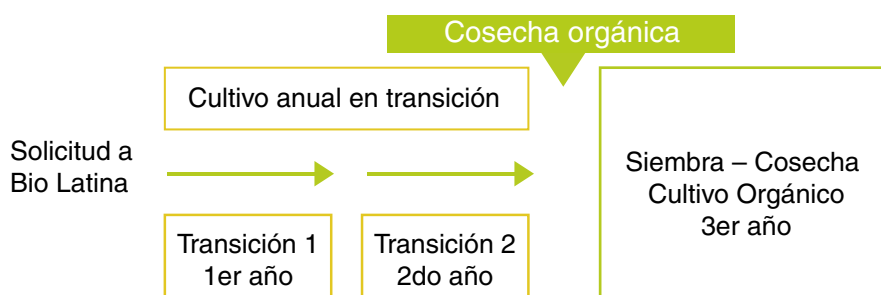 Cosecha orgánica
Cultivo anual en transición
Solicitud a
Bio Latina
Transición 1
1er año
Transición 2
2do año
Siembra – Cosecha
Cultivo Orgánico
3er año